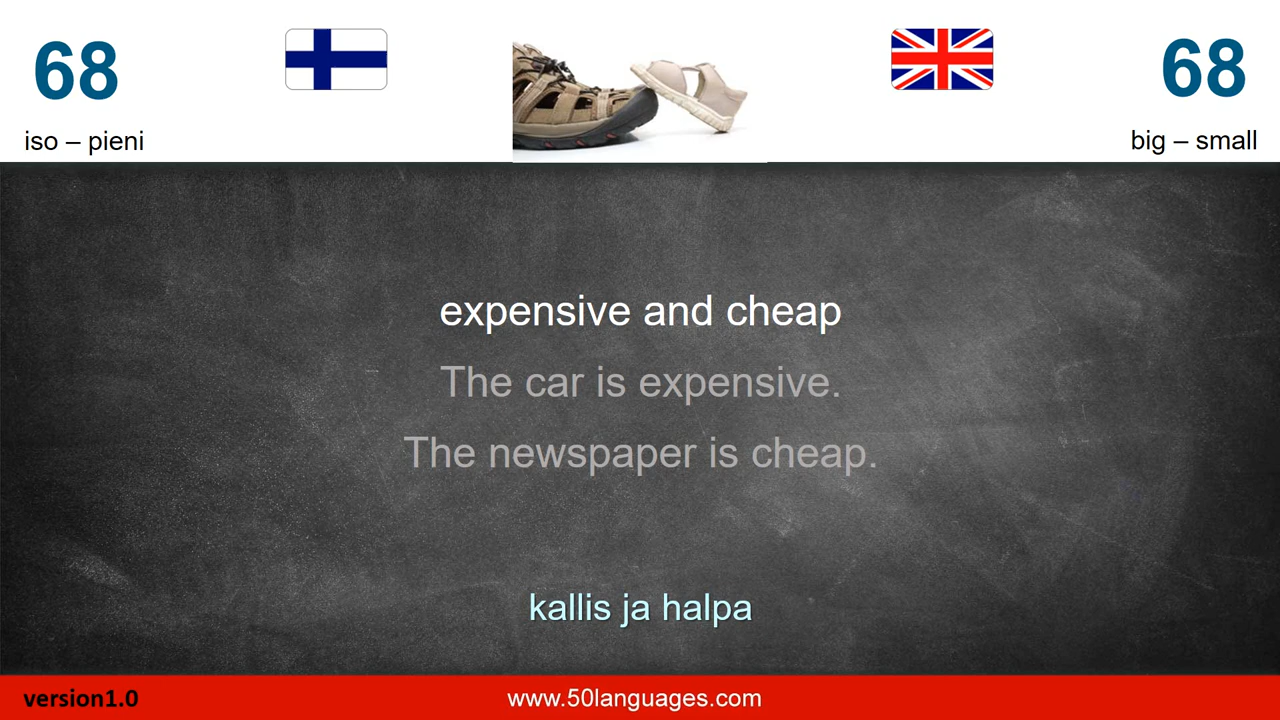 68
68
iso – pieni
big – small
expensive and cheap
The car is expensive.
The newspaper is cheap.
kallis ja halpa
version1.0
www.50languages.com